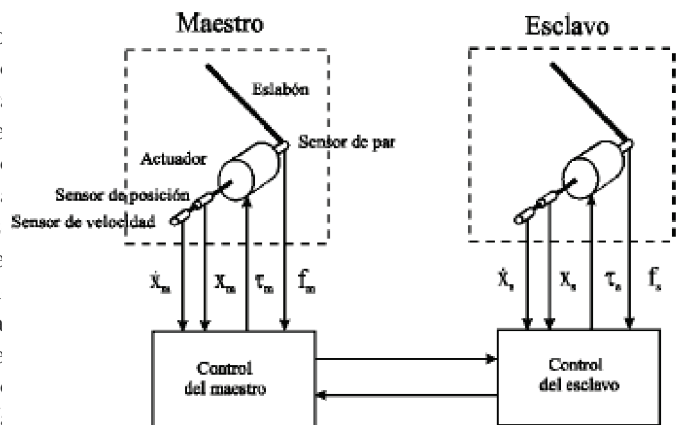 Maestro
Esclavo
Eslabón
Sensor de par
Actuador
Sensor de posición
Sensor de velocidad
ẋₘ xₘ τₘ fₘ
ẋₛ xₛ τₛ fₛ
Control
del maestro
Control
del esclavo